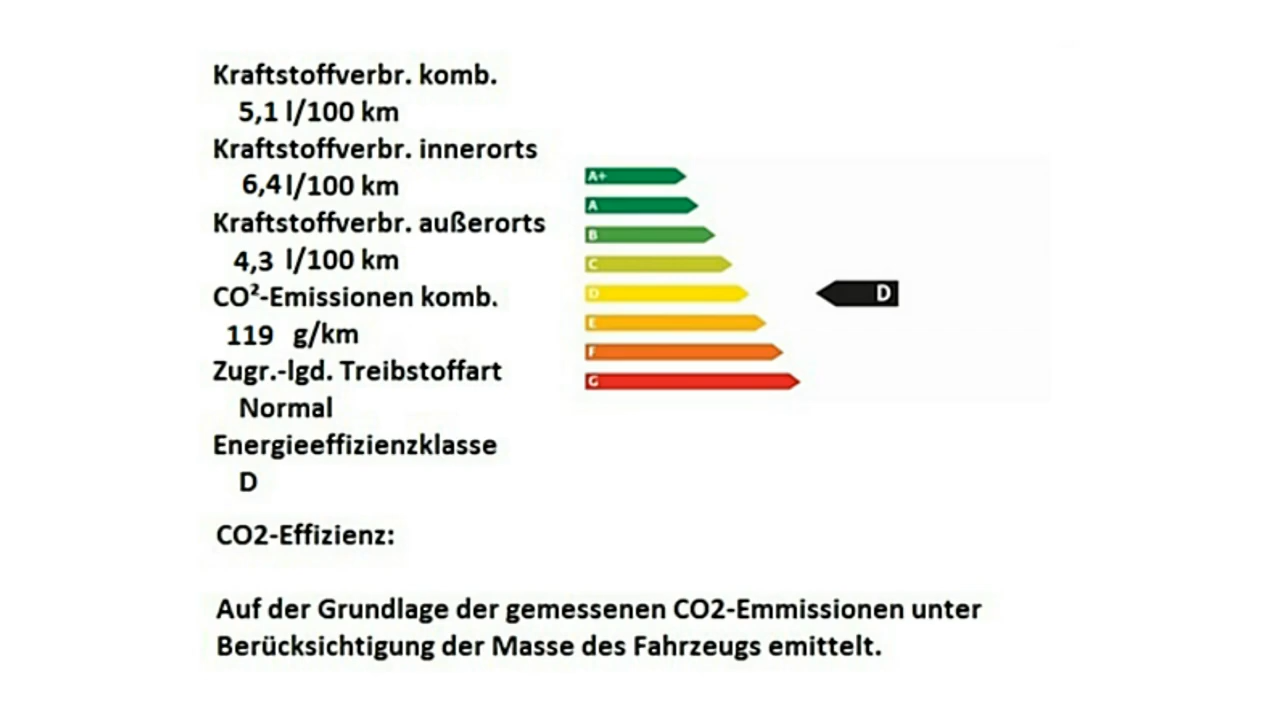 Kraftstoffverbr. komb.
5,1 l/100 km
Kraftstoffverbr. innerorts
6,4 l/100 km
Kraftstoffverbr. außerorts
4,3 l/100 km
CO²-Emissionen komb.
119 g/km
Zugr.-lgd. Treibstoffart
Normal
Energieeffizienzklasse
D
A+
A
B
C
D
D
E
F
G
CO2-Effizienz:
Auf der Grundlage der gemessenen CO2-Emmissionen unter
Berücksichtigung der Masse des Fahrzeugs emittelt.